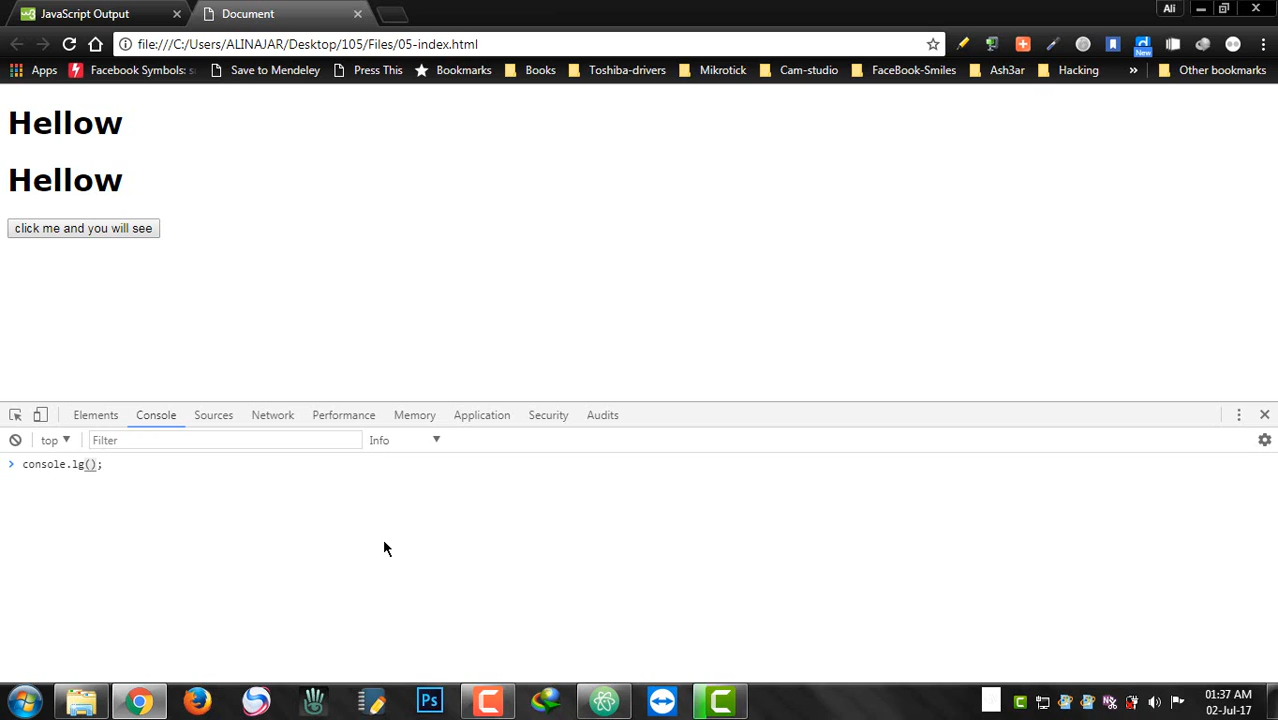 JavaScript Output
Document
Ali
file:///C:/Users/ALINAJAR/Desktop/105/Files/05-index.html
New
Apps
Facebook Symbols: s
Save to Mendeley
Press This
Bookmarks
Books
Toshiba-drivers
Mikrotick
Cam-studio
FaceBook-Smiles
Ash3ar
Hacking
»
Other bookmarks
Hellow
Hellow
click me and you will see
Elements
Console
Sources
Network
Performance
Memory
Application
Security
Audits
top
Filter
Info
> console.lg();
Ps
01:37 AM
02-Jul-17